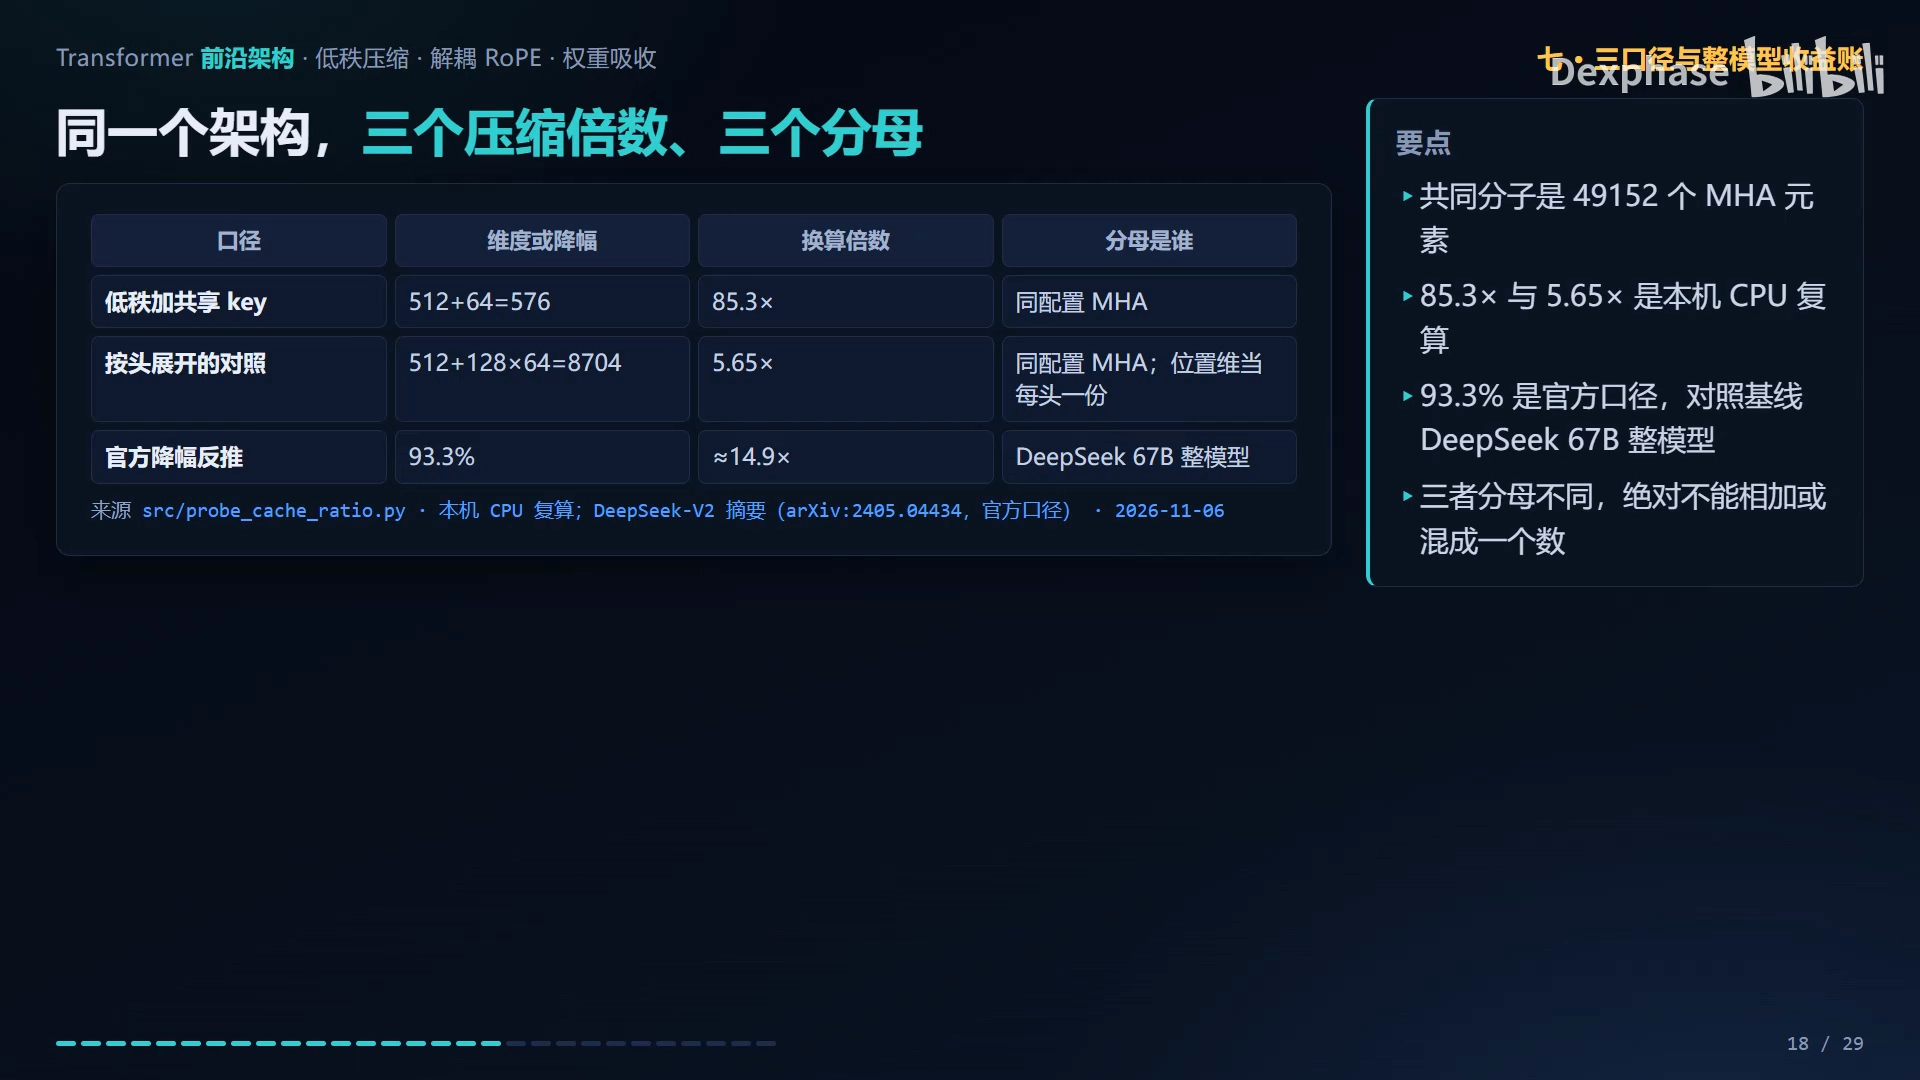 Transformer 前沿架构 · 低秩压缩 · 解耦 RoPE · 权重吸收
七 · 三口径与整模型收益账
Dexphase bilibili
同一个架构，三个压缩倍数、三个分母
口径 维度或降幅 换算倍数 分母是谁
低秩加共享 key 512+64=576 85.3× 同配置 MHA
按头展开的对照 512+128×64=8704 5.65× 同配置 MHA；位置维当
每头一份
官方降幅反推 93.3% ≈14.9× DeepSeek 67B 整模型
来源 src/probe_cache_ratio.py · 本机 CPU 复算；DeepSeek-V2 摘要（arXiv:2405.04434，官方口径） · 2026-11-06
要点
▸共同分子是 49152 个 MHA 元
素
▸85.3× 与 5.65× 是本机 CPU 复
算
▸93.3% 是官方口径，对照基线
DeepSeek 67B 整模型
▸三者分母不同，绝对不能相加或
混成一个数
18 / 29